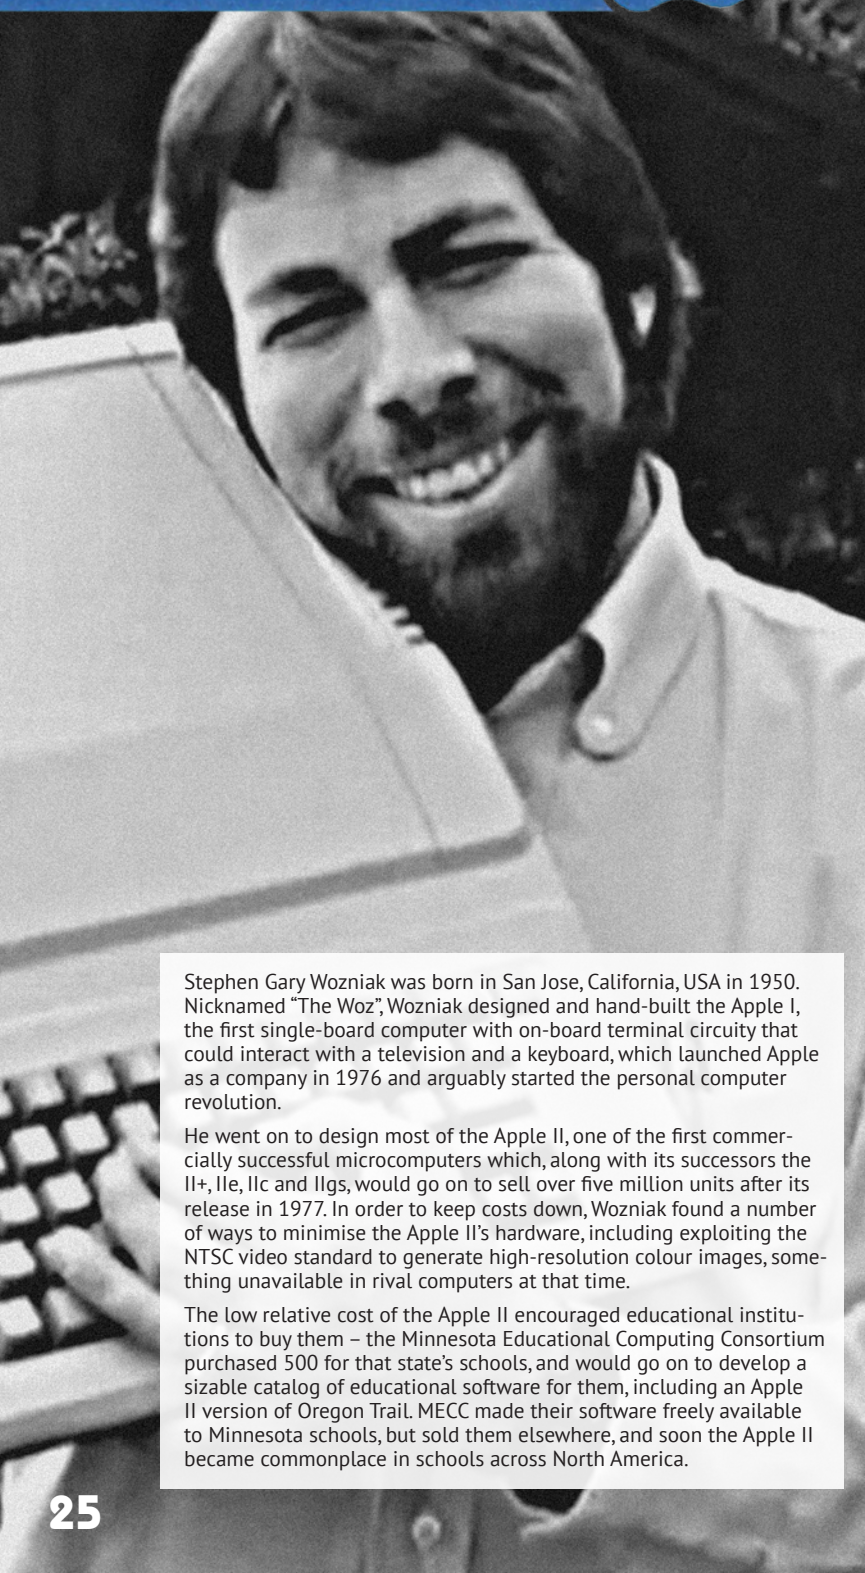 Stephen Gary Wozniak was born in San Jose, California, USA in 1950.
Nicknamed “The Woz”, Wozniak designed and hand-built the Apple I,
the first single-board computer with on-board terminal circuity that
could interact with a television and a keyboard, which launched Apple
as a company in 1976 and arguably started the personal computer
revolution.
He went on to design most of the Apple II, one of the first commer-
cially successful microcomputers which, along with its successors the
II+, IIe, IIc and IIgs, would go on to sell over five million units after its
release in 1977. In order to keep costs down, Wozniak found a number
of ways to minimise the Apple II’s hardware, including exploiting the
NTSC video standard to generate high-resolution colour images, some-
thing unavailable in rival computers at that time.
The low relative cost of the Apple II encouraged educational institu-
tions to buy them – the Minnesota Educational Computing Consortium
purchased 500 for that state’s schools, and would go on to develop a
sizable catalog of educational software for them, including an Apple
II version of Oregon Trail. MECC made their software freely available
to Minnesota schools, but sold them elsewhere, and soon the Apple II
became commonplace in schools across North America.
25